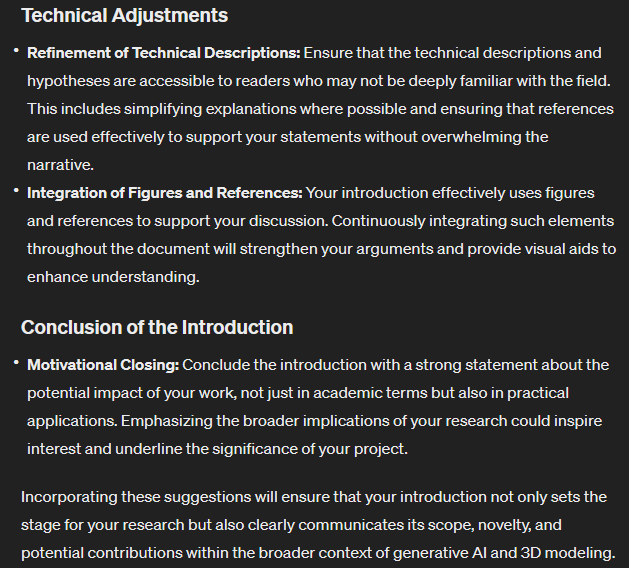 Technical Adjustments
• Refinement of Technical Descriptions: Ensure that the technical descriptions and
hypotheses are accessible to readers who may not be deeply familiar with the field.
This includes simplifying explanations where possible and ensuring that references
are used effectively to support your statements without overwhelming the
narrative.
• Integration of Figures and References: Your introduction effectively uses figures
and references to support your discussion. Continuously integrating such elements
throughout the document will strengthen your arguments and provide visual aids to
enhance understanding.
Conclusion of the Introduction
• Motivational Closing: Conclude the introduction with a strong statement about the
potential impact of your work, not just in academic terms but also in practical
applications. Emphasizing the broader implications of your research could inspire
interest and underline the significance of your project.
Incorporating these suggestions will ensure that your introduction not only sets the
stage for your research but also clearly communicates its scope, novelty, and
potential contributions within the broader context of generative AI and 3D modeling.